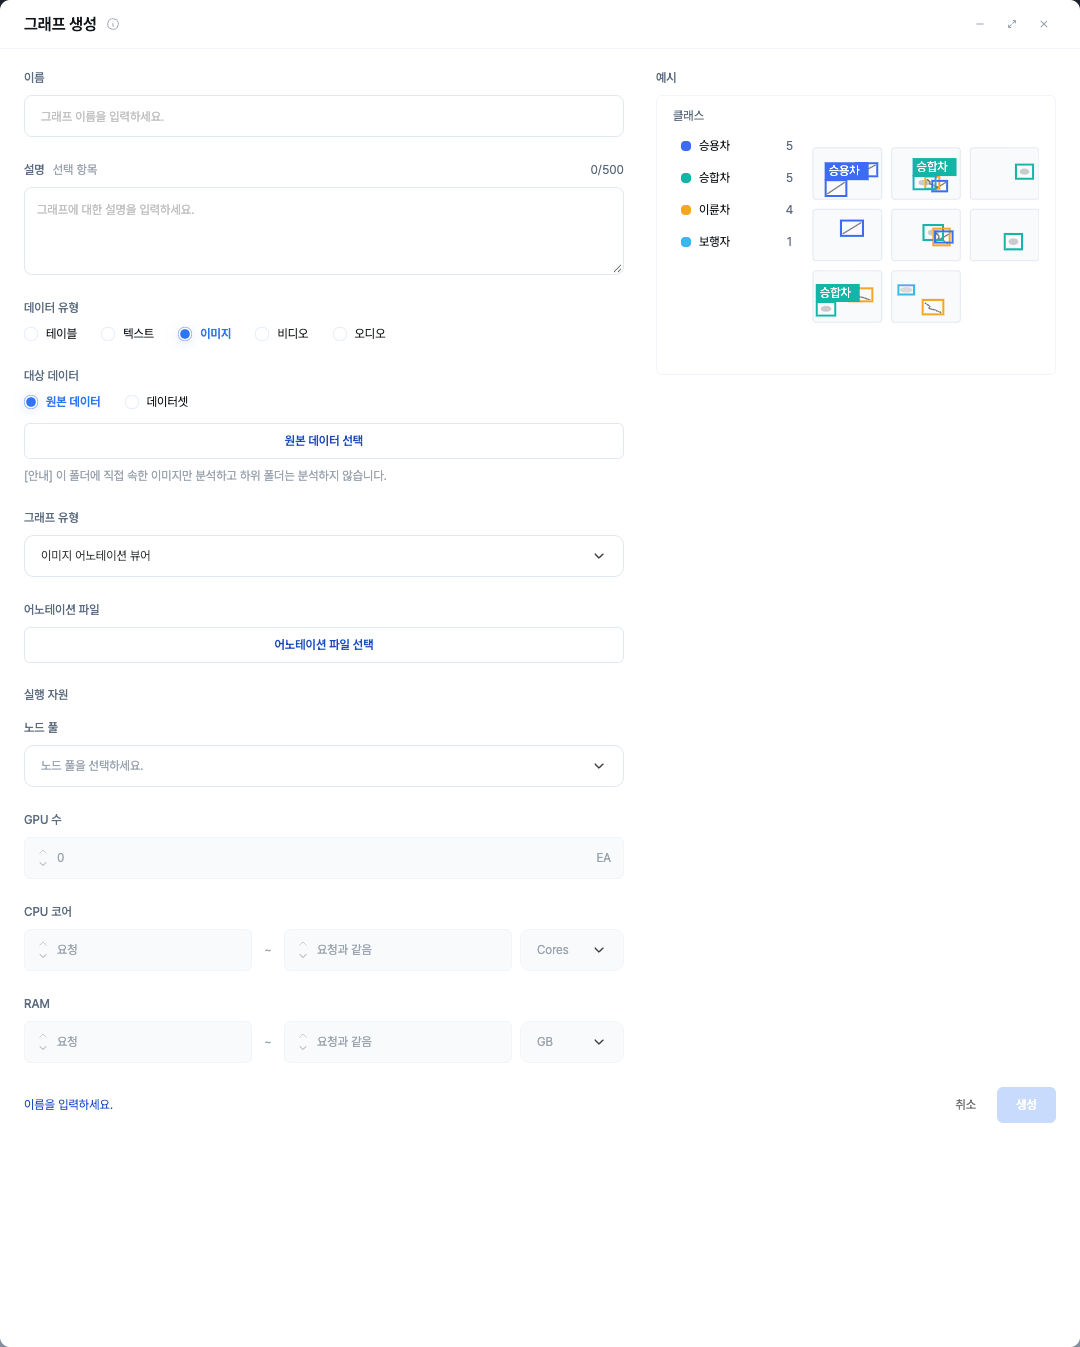 그래프 생성
이름
그래프 이름을 입력하세요.
설명 선택 항목 0/500
그래프에 대한 설명을 입력하세요.
데이터 유형
테이블 텍스트 이미지 비디오 오디오
대상 데이터
원본 데이터 데이터셋
원본 데이터 선택
[안내] 이 폴더에 직접 속한 이미지만 분석하고 하위 폴더는 분석하지 않습니다.
그래프 유형
이미지 어노테이션 뷰어
어노테이션 파일
어노테이션 파일 선택
실행 자원
노드 풀
노드 풀을 선택하세요.
GPU 수
0 EA
CPU 코어
요청 ~ 요청과 같음 Cores
RAM
요청 ~ 요청과 같음 GB
이름을 입력하세요.
취소 생성
예시
클래스
승용차 5
승합차 5
이륜차 4
보행자 1
승용차
승합차
승합차